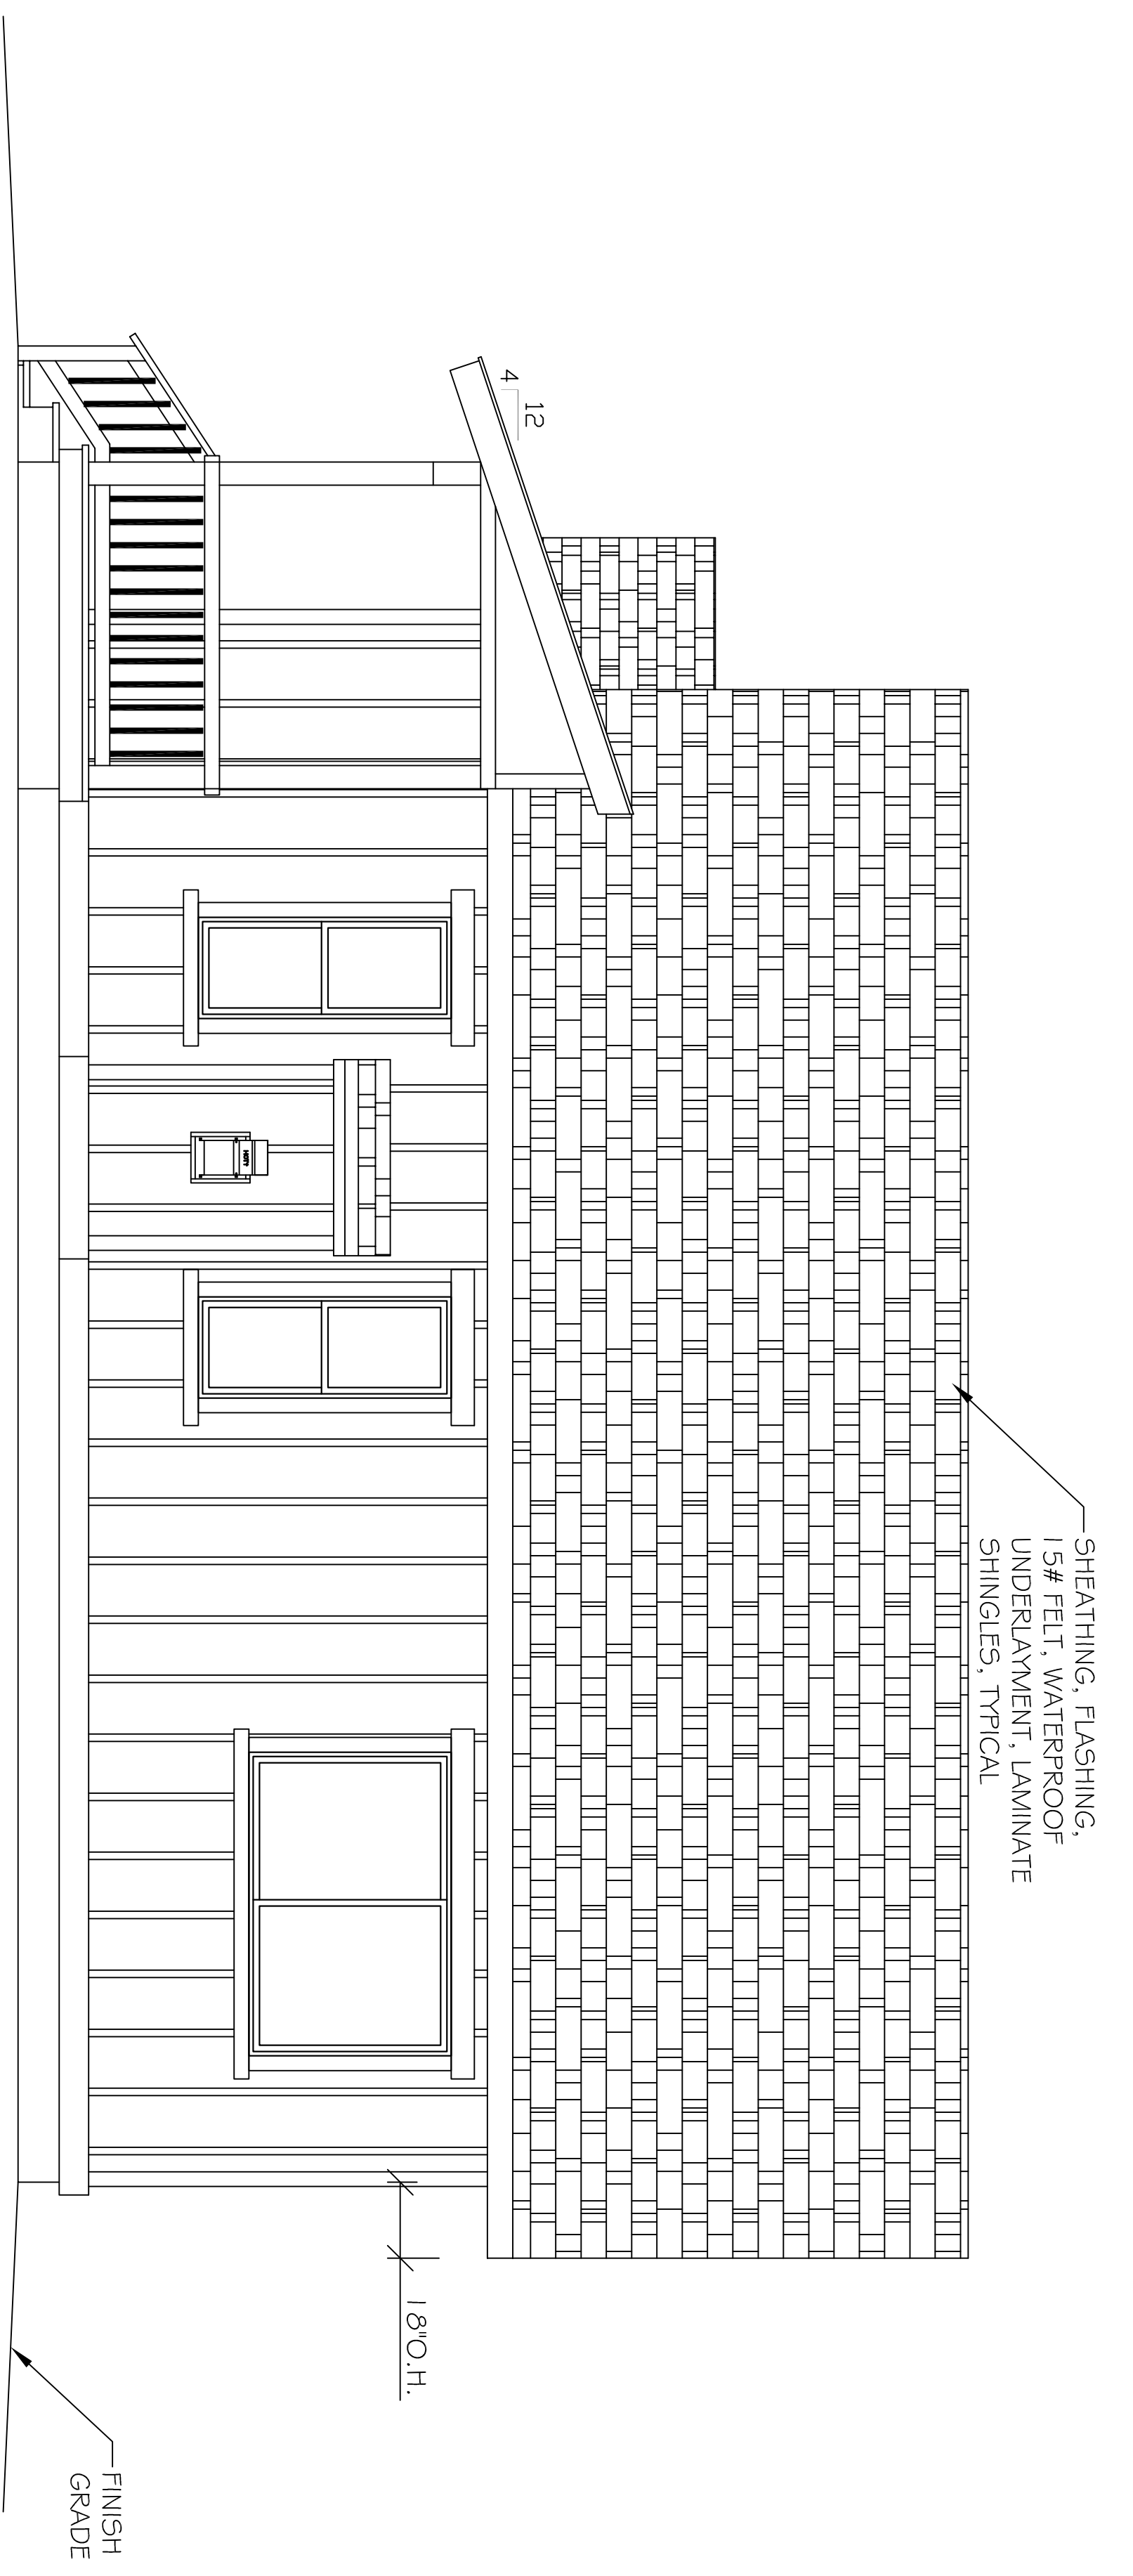 SHEATHING, FLASHING,
15# FELT, WATERPROOF
UNDERLAYMENT, LAMINATE
SHINGLES, TYPICAL
12
4
18"O.H.
FINISH
GRADE